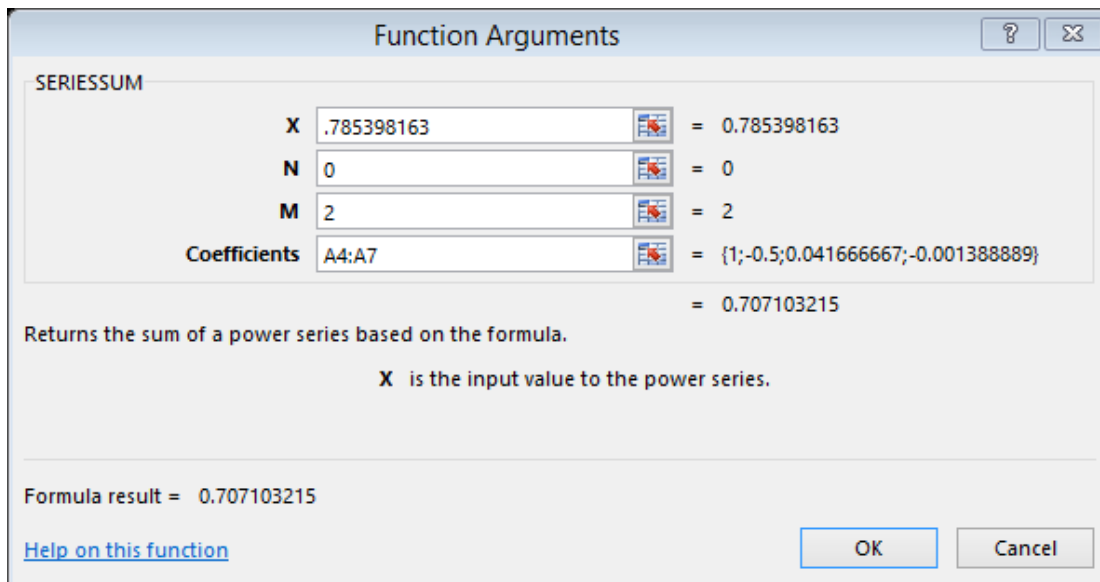 Function Arguments
SERIESSUM
X .785398163 = 0.785398163
N 0 = 0
M 2 = 2
Coefficients A4:A7 = {1;-0.5;0.041666667;-0.001388889}
= 0.707103215
Returns the sum of a power series based on the formula.
X is the input value to the power series.
Formula result = 0.707103215
Help on this function OK Cancel